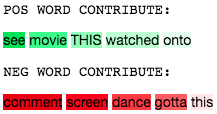 POS WORD CONTRIBUTE:
see movie THIS watched onto
NEG WORD CONTRIBUTE:
comment screen dance gotta this